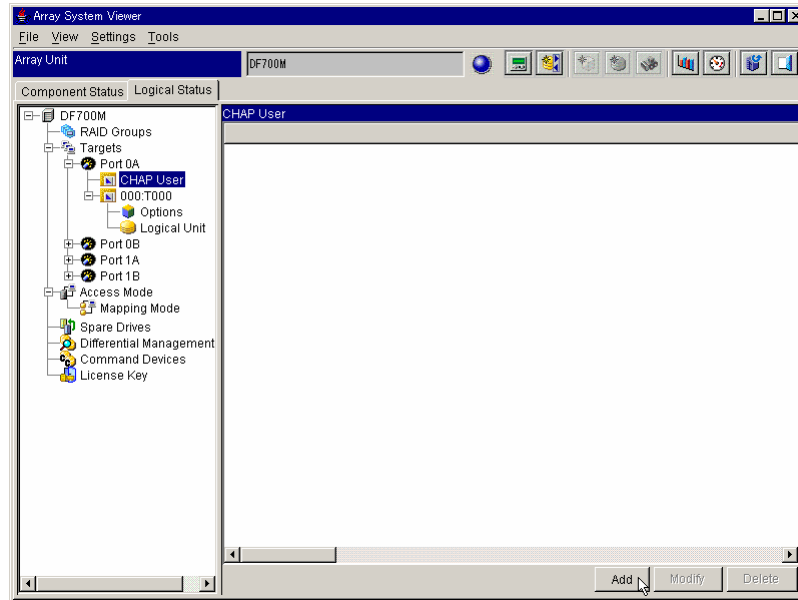 Array System Viewer
File View Settings Tools
Array Unit DF700M
Component Status Logical Status
DF700M
RAID Groups
Targets
Port 0A
CHAP User
000:T000
Options
Logical Unit
Port 0B
Port 1A
Port 1B
Access Mode
Mapping Mode
Spare Drives
Differential Management
Command Devices
License Key
CHAP User
Add Modify Delete